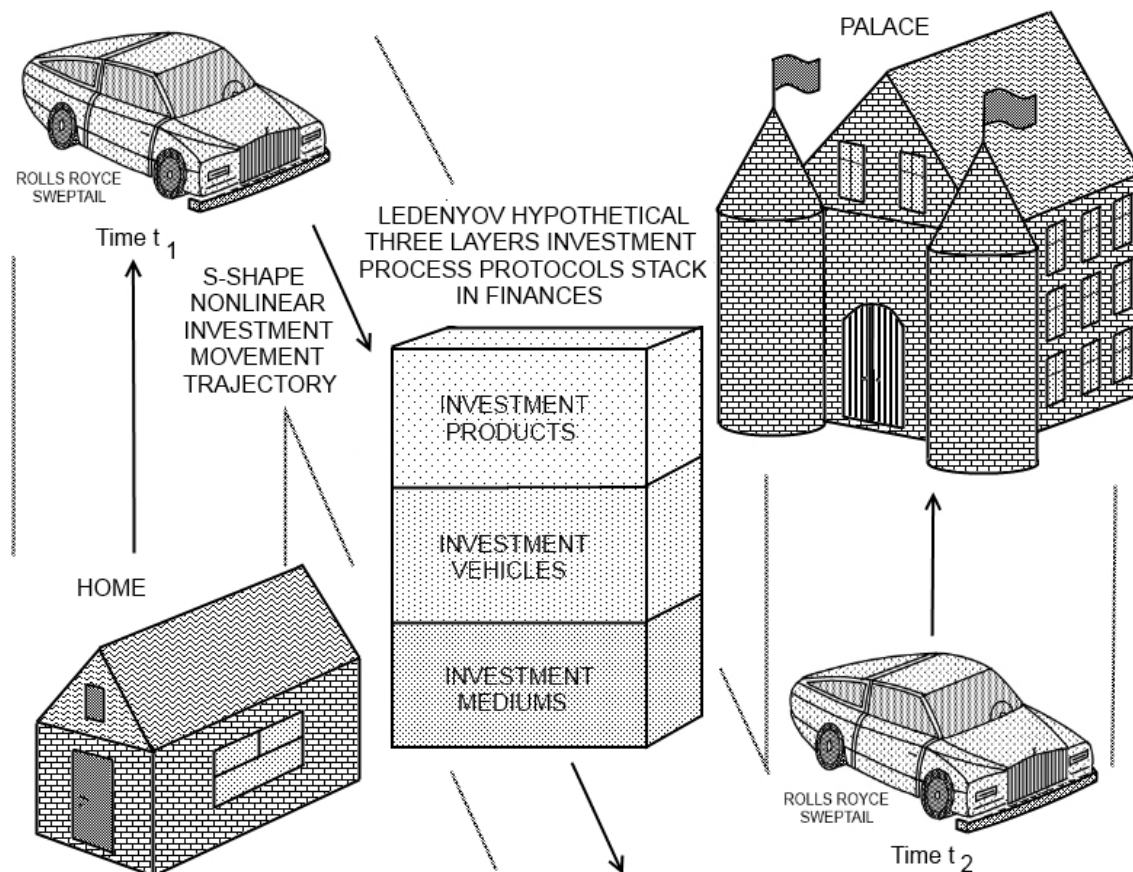 PALACE
ROLLS ROYCE
SWEPTAIL
Time t 1
LEDENYOV HYPOTHETICAL
THREE LAYERS INVESTMENT
PROCESS PROTOCOLS STACK
IN FINANCES
S-SHAPE
NONLINEAR
INVESTMENT
MOVEMENT
TRAJECTORY
INVESTMENT
PRODUCTS
INVESTMENT
VEHICLES
INVESTMENT
MEDIUMS
HOME
ROLLS ROYCE
SWEPTAIL
Time t 2